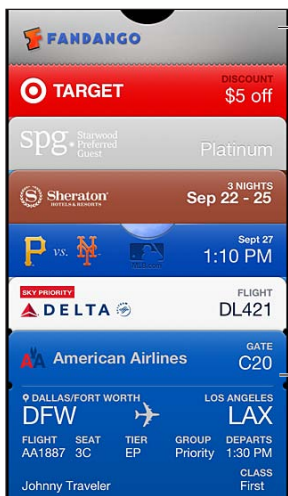 FANDANGO
TARGET
DISCOUNT
$5 off
spg. Starwood
Preferred
Guest
Platinum
Sheraton
HOTELS & RESORTS
3 NIGHTS
Sep 22 - 25
P vs. NY
Sept 27
1:10 PM
SKY PRIORITY
DELTA
FLIGHT
DL421
AA American Airlines
GATE
C20
DALLAS/FORT WORTH LOS ANGELES
DFW LAX
FLIGHT SEAT TIER GROUP DEPARTS
AA1887 3C EP Priority 1:30 PM
CLASS
Johnny Traveler First